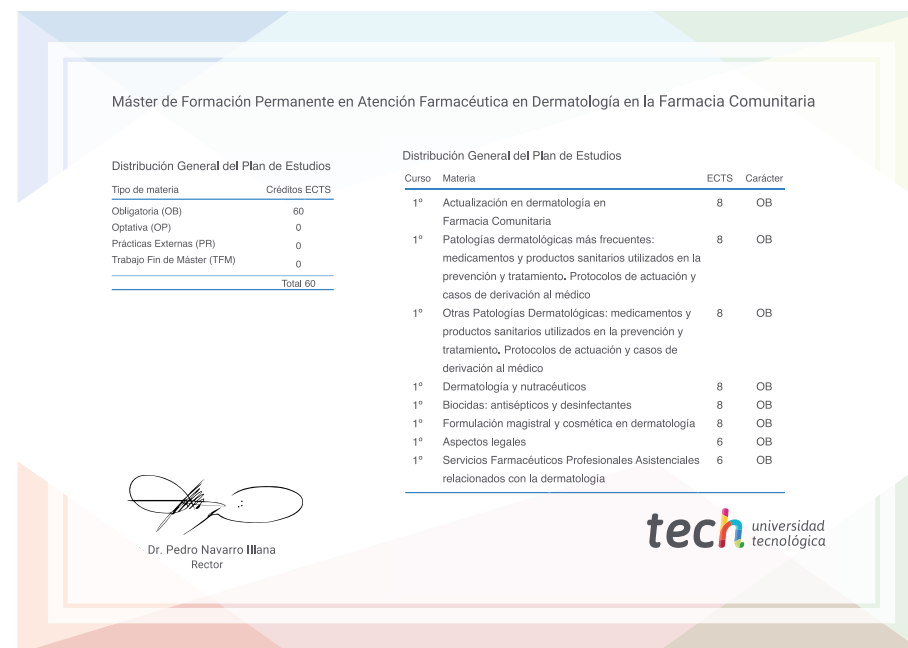 Máster de Formación Permanente en Atención Farmacéutica en Dermatología en la Farmacia Comunitaria
Distribución General del Plan de Estudios
Tipo de materia Créditos ECTS
Obligatoria (OB) 60
Optativa (OP) 0
Prácticas Externas (PR) 0
Trabajo Fin de Máster (TFM) 0
Total 60
Distribución General del Plan de Estudios
Curso Materia ECTS Carácter
1º Actualización en dermatología en 8 OB
Farmacia Comunitaria
1º Patologías dermatológicas más frecuentes: 8 OB
medicamentos y productos sanitarios utilizados en la
prevención y tratamiento. Protocolos de actuación y
casos de derivación al médico
1º Otras Patologías Dermatológicas: medicamentos y 8 OB
productos sanitarios utilizados en la prevención y
tratamiento. Protocolos de actuación y casos de
derivación al médico
1º Dermatología y nutracéuticos 8 OB
1º Biocidas: antisépticos y desinfectantes 8 OB
1º Formulación magistral y cosmética en dermatología 8 OB
1º Aspectos legales 6 OB
1º Servicios Farmacéuticos Profesionales Asistenciales 6 OB
relacionados con la dermatología
Dr. Pedro Navarro Illana
Rector
tech universidad
tecnológica